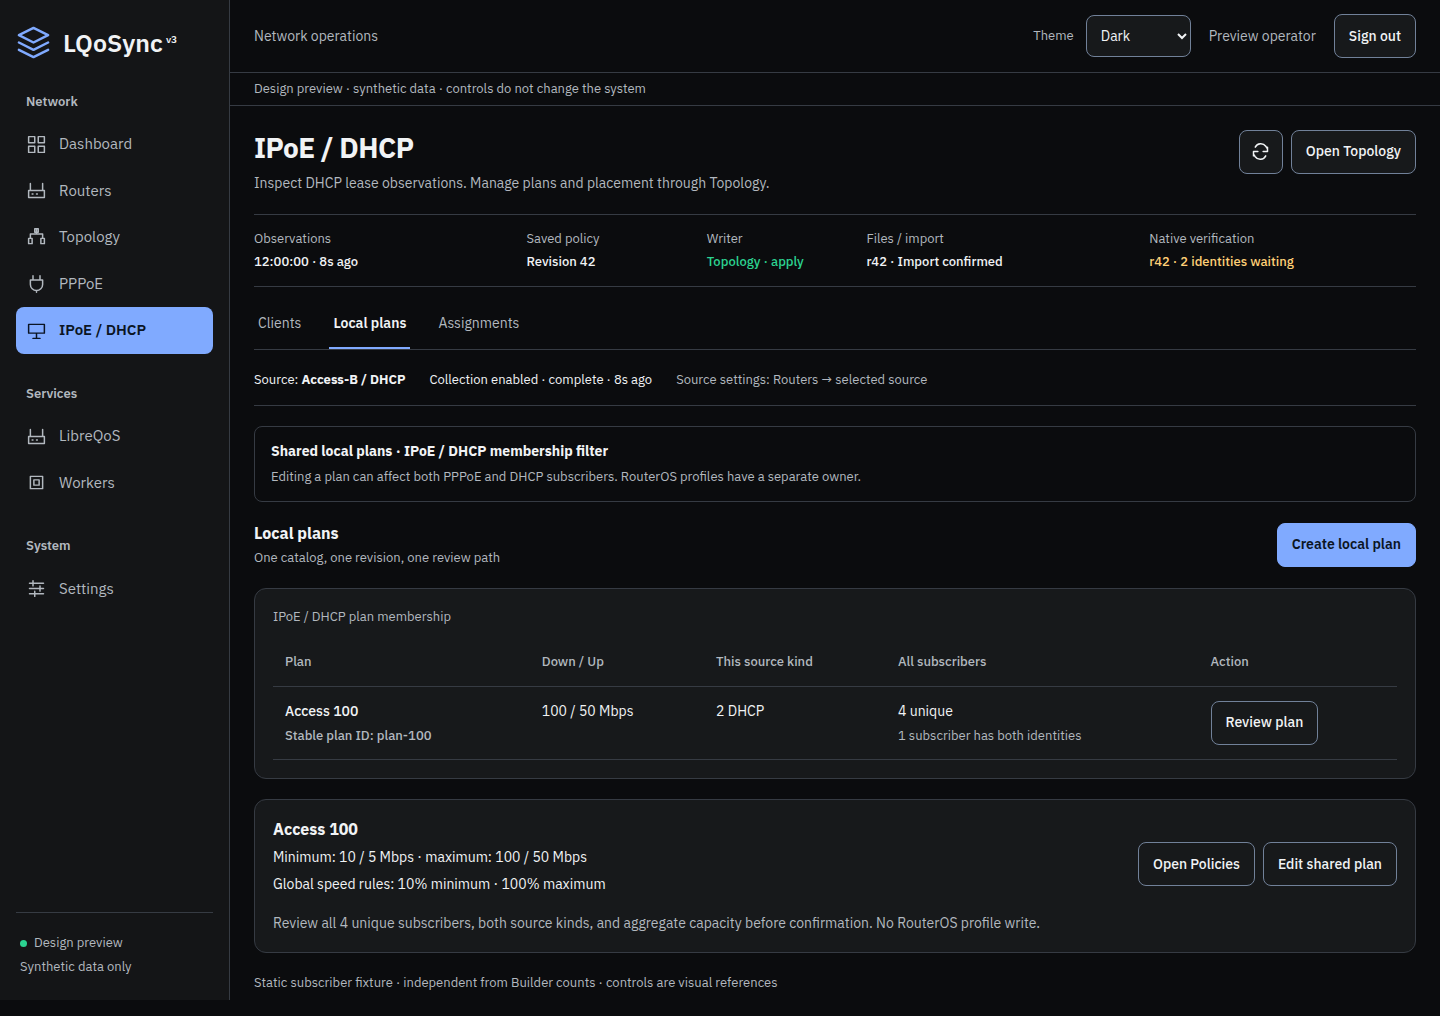 LQoSync v3
Network
Dashboard
Routers
Topology
PPPoE
IPoE / DHCP
Services
LibreQoS
Workers
System
Settings
Design preview
Synthetic data only
Network operations
Theme
Dark
Preview operator
Sign out
Design preview · synthetic data · controls do not change the system
IPoE / DHCP
Inspect DHCP lease observations. Manage plans and placement through Topology.
Open Topology
Observations
12:00:00 · 8s ago
Saved policy
Revision 42
Writer
Topology · apply
Files / import
r42 · Import confirmed
Native verification
r42 · 2 identities waiting
Clients
Local plans
Assignments
Source: Access-B / DHCP
Collection enabled · complete · 8s ago
Source settings: Routers → selected source
Shared local plans · IPoE / DHCP membership filter
Editing a plan can affect both PPPoE and DHCP subscribers. RouterOS profiles have a separate owner.
Local plans
One catalog, one revision, one review path
Create local plan
IPoE / DHCP plan membership
Plan
Down / Up
This source kind
All subscribers
Action
Access 100
Stable plan ID: plan-100
100 / 50 Mbps
2 DHCP
4 unique
1 subscriber has both identities
Review plan
Access 100
Minimum: 10 / 5 Mbps · maximum: 100 / 50 Mbps
Global speed rules: 10% minimum · 100% maximum
Open Policies
Edit shared plan
Review all 4 unique subscribers, both source kinds, and aggregate capacity before confirmation. No RouterOS profile write.
Static subscriber fixture · independent from Builder counts · controls are visual references